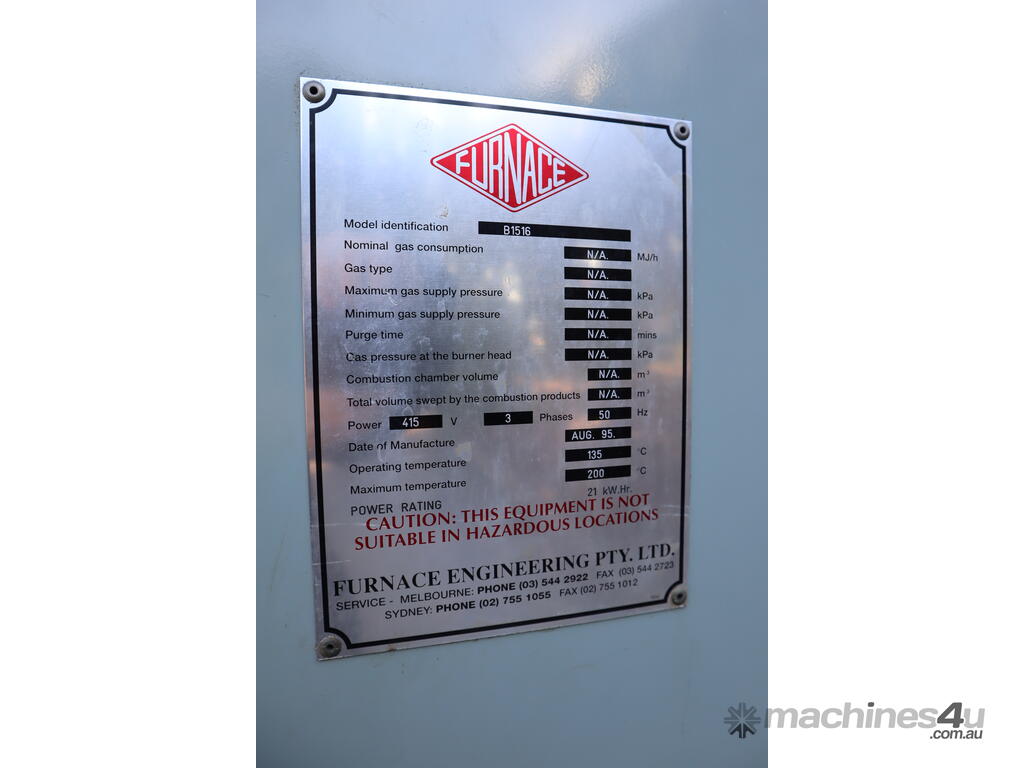 FURNACE
Model identification B1516
Nominal gas consumption N/A. MJ/h
Gas type N/A.
Maximum gas supply pressure N/A. kPa
Minimum gas supply pressure N/A. kPa
Purge time N/A. mins
Gas pressure at the burner head N/A. kPa
Combustion chamber volume N/A. m³
Total volume swept by the combustion products N/A. m³
Power 415 V 3 Phases 50 Hz
Date of Manufacture AUG. 95.
Operating temperature 135 °C
Maximum temperature 200 °C
POWER RATING 21 kW.Hr.
CAUTION: THIS EQUIPMENT IS NOT
SUITABLE IN HAZARDOUS LOCATIONS
FURNACE ENGINEERING PTY. LTD.
SERVICE - MELBOURNE: PHONE (03) 544 2922 FAX (03) 544 2723
SYDNEY: PHONE (02) 755 1055 FAX (02) 755 1012
machines4u
.com.au